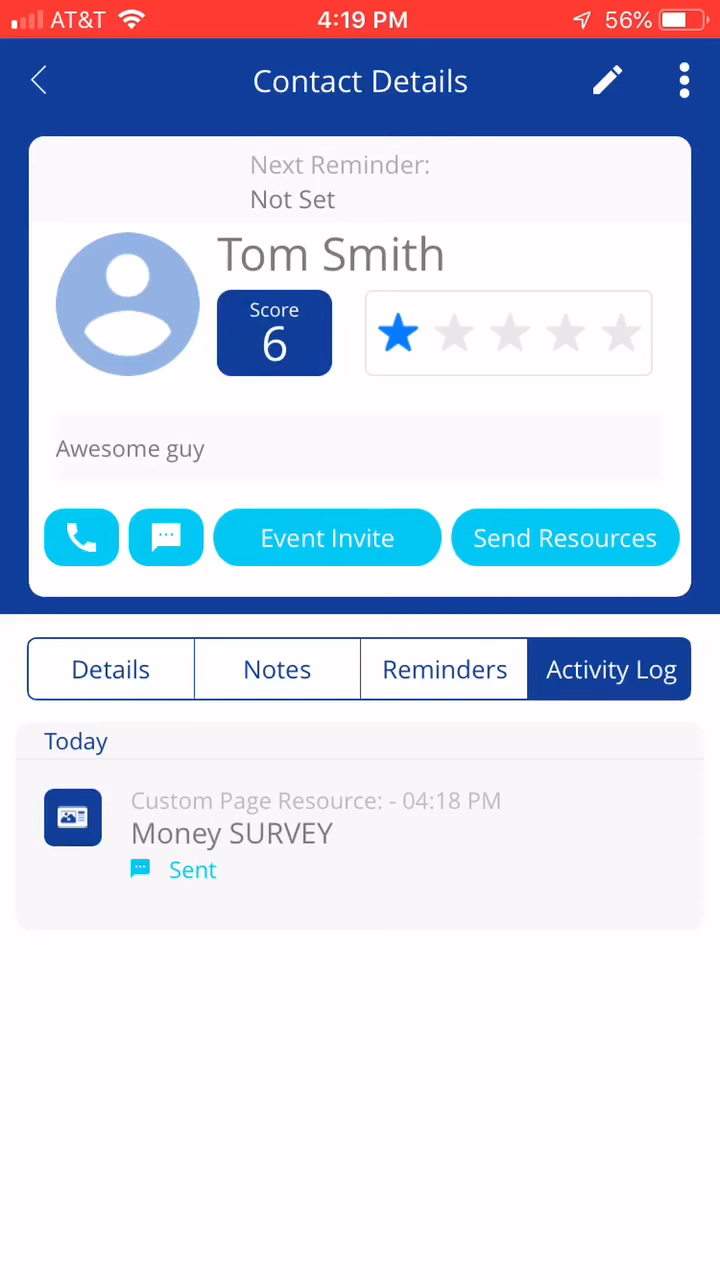 AT&T 4:19 PM 56%
Contact Details
Next Reminder:
Not Set
Tom Smith
Score
6
Awesome guy
Event Invite Send Resources
Details Notes Reminders Activity Log
Today
Custom Page Resource: - 04:18 PM
Money SURVEY
Sent